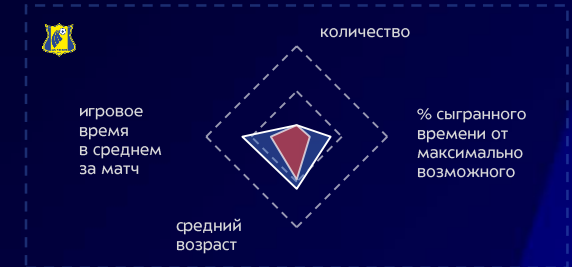 количество
игровое
время
в среднем
за матч
% сыгранного
времени от
максимально
возможного
средний
возраст